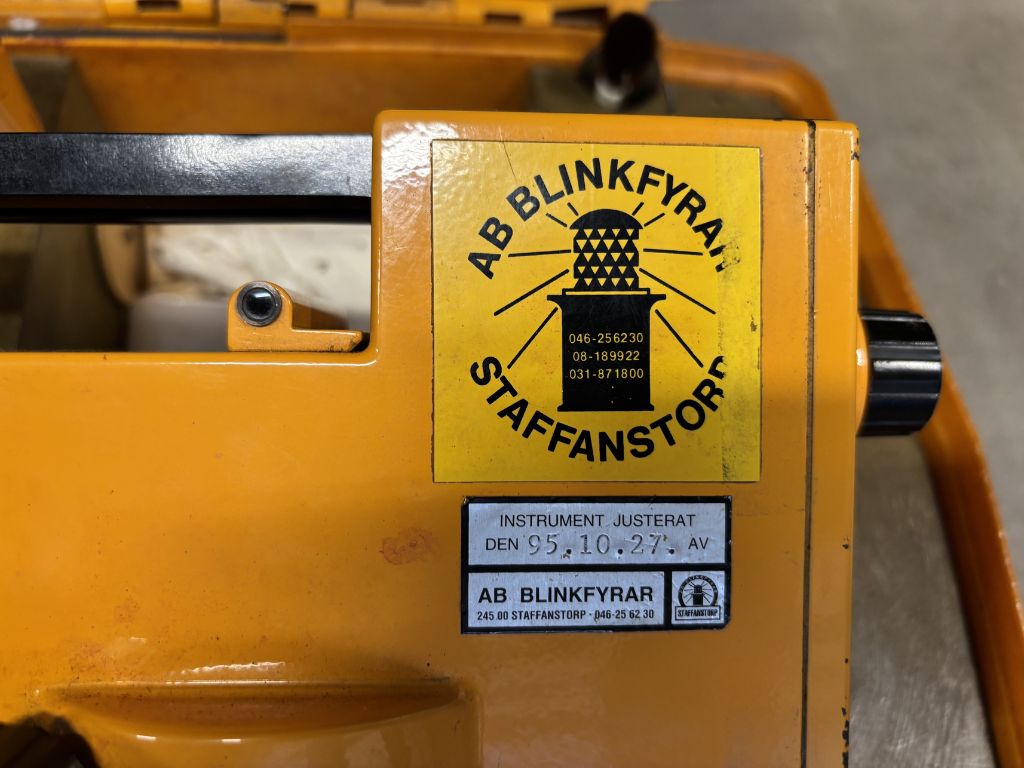 AB BLINKFYRAR
046-256230
08-189922
031-871800
STAFFANSTORP
INSTRUMENT JUSTERAT
DEN 95.10.27. AV
AB BLINKFYRAR
245 00 STAFFANSTORP - 046-25 62 30
STAFFANSTORP